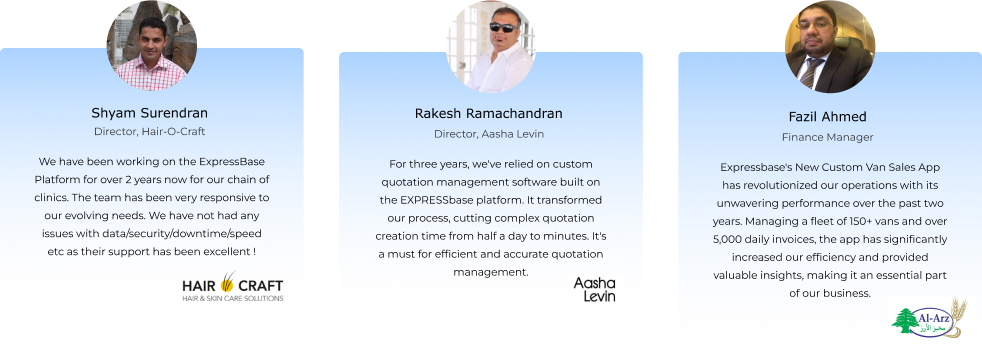 Shyam Surendran
Director, Hair-O-Craft
We have been working on the ExpressBase
Platform for over 2 years now for our chain of
clinics. The team has been very responsive to
our evolving needs. We have not had any
issues with data/security/downtime/speed
etc as their support has been excellent !
HAIR CRAFT
HAIR & SKIN CARE SOLUTIONS
Rakesh Ramachandran
Director, Aasha Levin
For three years, we've relied on custom
quotation management software built on
the EXPRESSbase platform. It transformed
our process, cutting complex quotation
creation time from half a day to minutes. It's
a must for efficient and accurate quotation
management.
Aasha
Levin
Fazil Ahmed
Finance Manager
Expressbase's New Custom Van Sales App
has revolutionized our operations with its
unwavering performance over the past two
years. Managing a fleet of 150+ vans and over
5,000 daily invoices, the app has significantly
increased our efficiency and provided
valuable insights, making it an essential part
of our business.
Al-Arz
مخبز الأرز